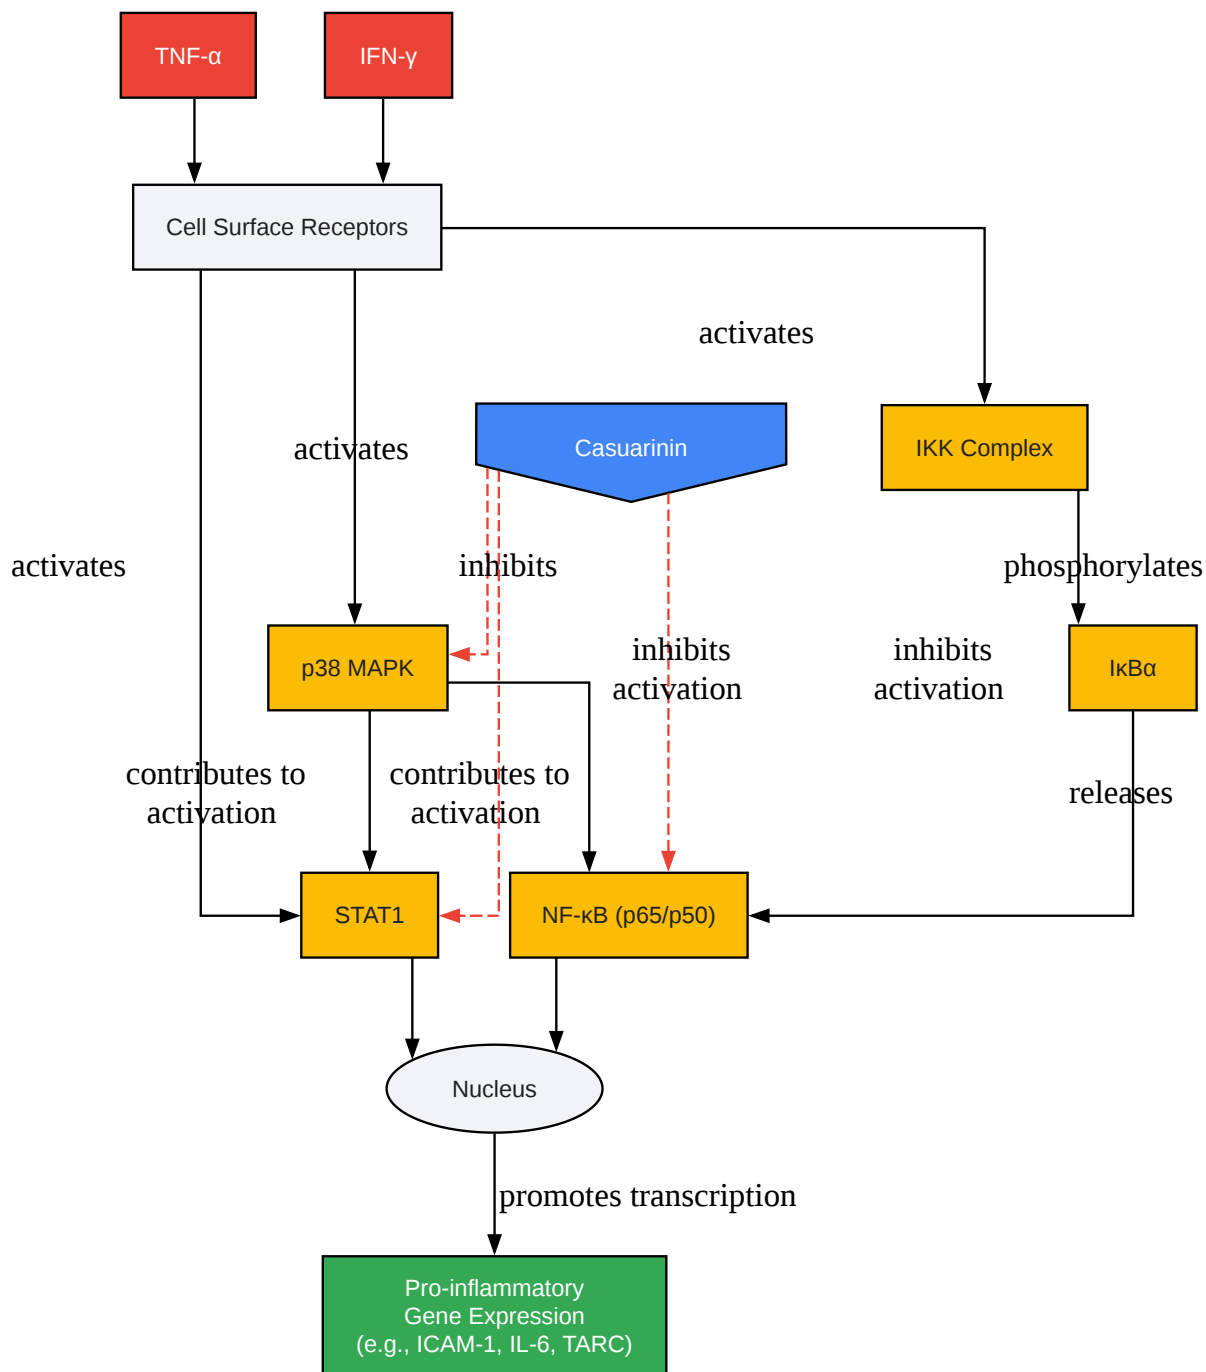 TNF-α
IFN-γ
Cell Surface Receptors
activates
Casuarinin
IKK Complex
activates
activates
inhibits
phosphorylates
inhibits
activation
inhibits
activation
p38 MAPK
IκBα
contributes to
activation
contributes to
activation
releases
STAT1
NF-κB (p65/p50)
Nucleus
promotes transcription
Pro-inflammatory
Gene Expression
(e.g., ICAM-1, IL-6, TARC)